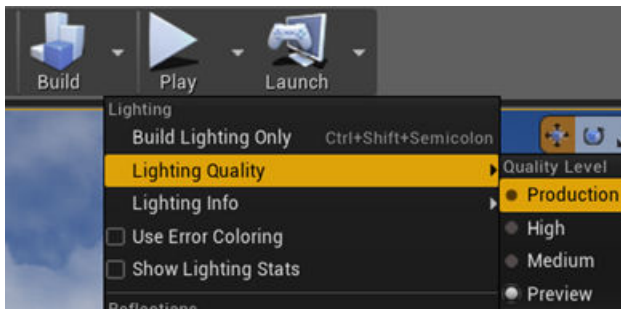 Build
Play
Launch
Lighting
Build Lighting Only Ctrl+Shift+Semicolon
Lighting Quality
Lighting Info
Use Error Coloring
Show Lighting Stats
Reflections
Quality Level
Production
High
Medium
Preview